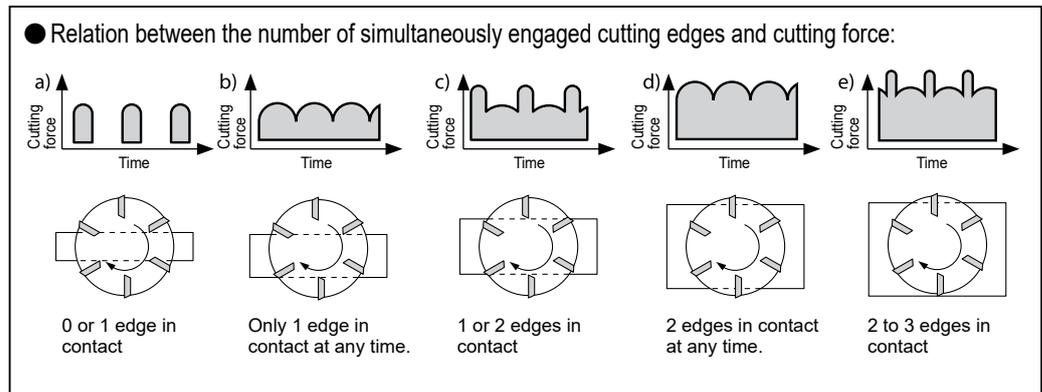 ● Relation between the number of simultaneously engaged cutting edges and cutting force:
a)
Cutting
force
Time
0 or 1 edge in
contact
b)
Cutting
force
Time
Only 1 edge in
contact at any time.
c)
Cutting
force
Time
1 or 2 edges in
contact
d)
Cutting
force
Time
2 edges in contact
at any time.
e)
Cutting
force
Time
2 to 3 edges in
contact